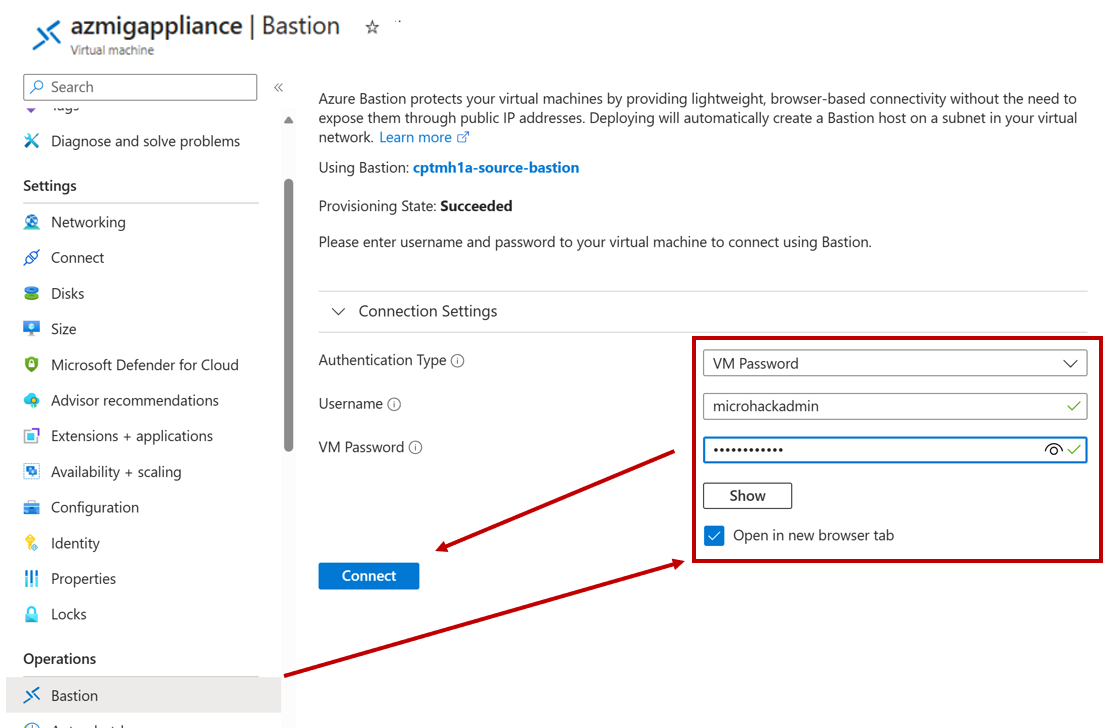 azmigappliance | Bastion
Virtual machine
Search
Tags
Diagnose and solve problems
Settings
Networking
Connect
Disks
Size
Microsoft Defender for Cloud
Advisor recommendations
Extensions + applications
Availability + scaling
Configuration
Identity
Properties
Locks
Operations
Bastion
Azure Bastion protects your virtual machines by providing lightweight, browser-based connectivity without the need to
expose them through public IP addresses. Deploying will automatically create a Bastion host on a subnet in your virtual
network. Learn more
Using Bastion: cptmh1a-source-bastion
Provisioning State: Succeeded
Please enter username and password to your virtual machine to connect using Bastion.
Connection Settings
Authentication Type
VM Password
Username
microhackadmin
VM Password
••••••••••••
Show
Open in new browser tab
Connect